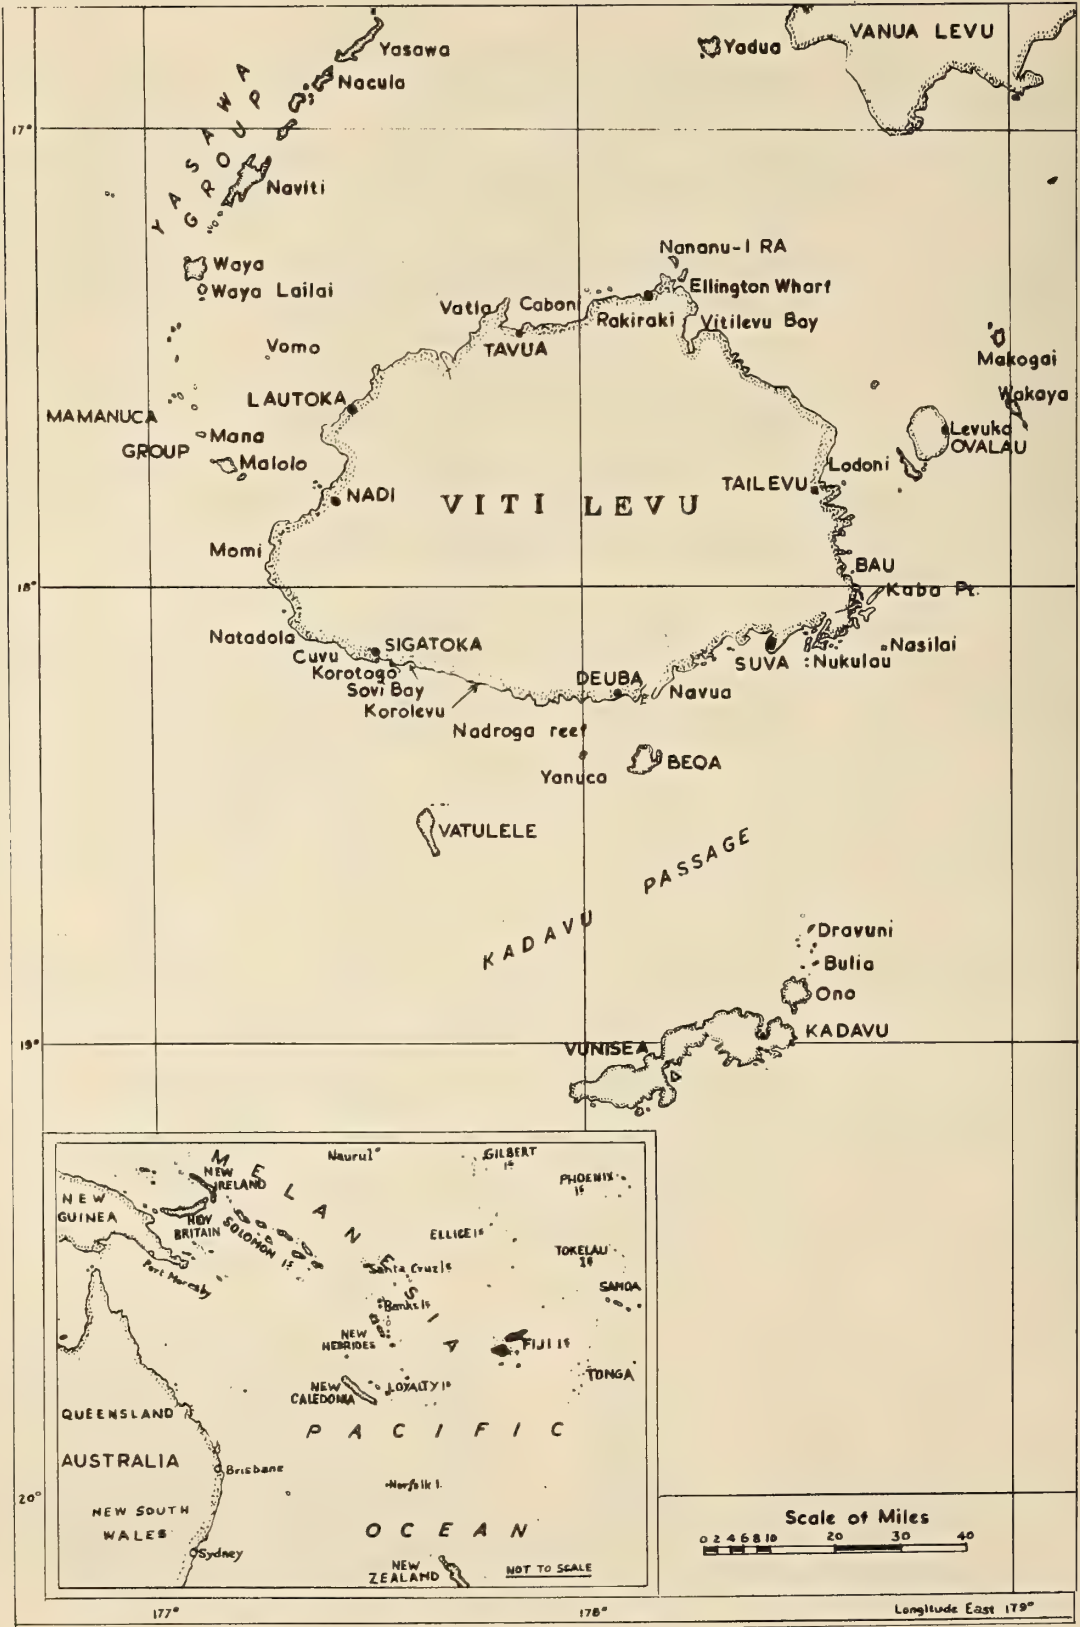 Yasawa
Nacula
YASAWA
GROUP
Naviti
Waya
Waya Lailai
Vomo
MAMANUCA
GROUP
Mana
Malolo
Yadua
VANUA LEVU
17°
Nananu-I RA
Ellington Wharf
Vatia
Caboni
Rakiraki
Vitilevu Bay
TAVUA
LAUTOKA
NADI
VITI LEVU
Momi
Makogai
Wakaya
Levuka
OVALAU
Lodoni
TAILEVU
BAU
Kaba Pt.
18°
Natadola
Cuvu
SIGATOKA
Korotogo
Sovi Bay
Korolevu
DEUBA
Navua
SUVA
Nukulau
Nasilai
Nadroga reef
Yanuca
BEQA
VATULELE
KADAVU PASSAGE
Dravuni
Bulia
Ono
KADAVU
VUNISEA
19°
MELANESIA
Nauru I°
GILBERT
Is
PHOENIX
Is
NEW
IRELAND
NEW
GUINEA
NEW
BRITAIN
SOLOMON Is
Port Moresby
ELLICE Is
TOKELAU
Is
Santa Cruz Is
SAMOA
Banks Is
NEW
HEBRIDES
FIJI Is
NEW
CALEDONIA
LOYALTY Is
TONGA
QUEENSLAND
PACIFIC
AUSTRALIA
Brisbane
Norfolk I.
NEW SOUTH
WALES
OCEAN
Sydney
NEW
ZEALAND
NOT TO SCALE
20°
Scale of Miles
0 2 4 6 8 10 20 30 40
177°
178°
Longitude East 179°